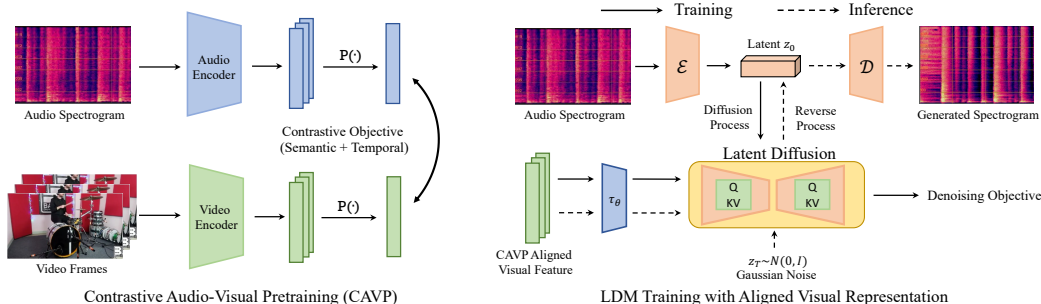 Audio Spectrogram
Audio
Encoder
P(·)
Contrastive Objective
(Semantic + Temporal)
Video Frames
Video
Encoder
P(·)
Contrastive Audio-Visual Pretraining (CAVP)
Training
Inference
Audio Spectrogram
ℰ
Latent z₀
𝒟
Generated Spectrogram
Diffusion
Process
Reverse
Process
Latent Diffusion
CAVP Aligned
Visual Feature
τθ
Q
KV
Q
KV
Denoising Objective
z_T~N(0, I)
Gaussian Noise
LDM Training with Aligned Visual Representation